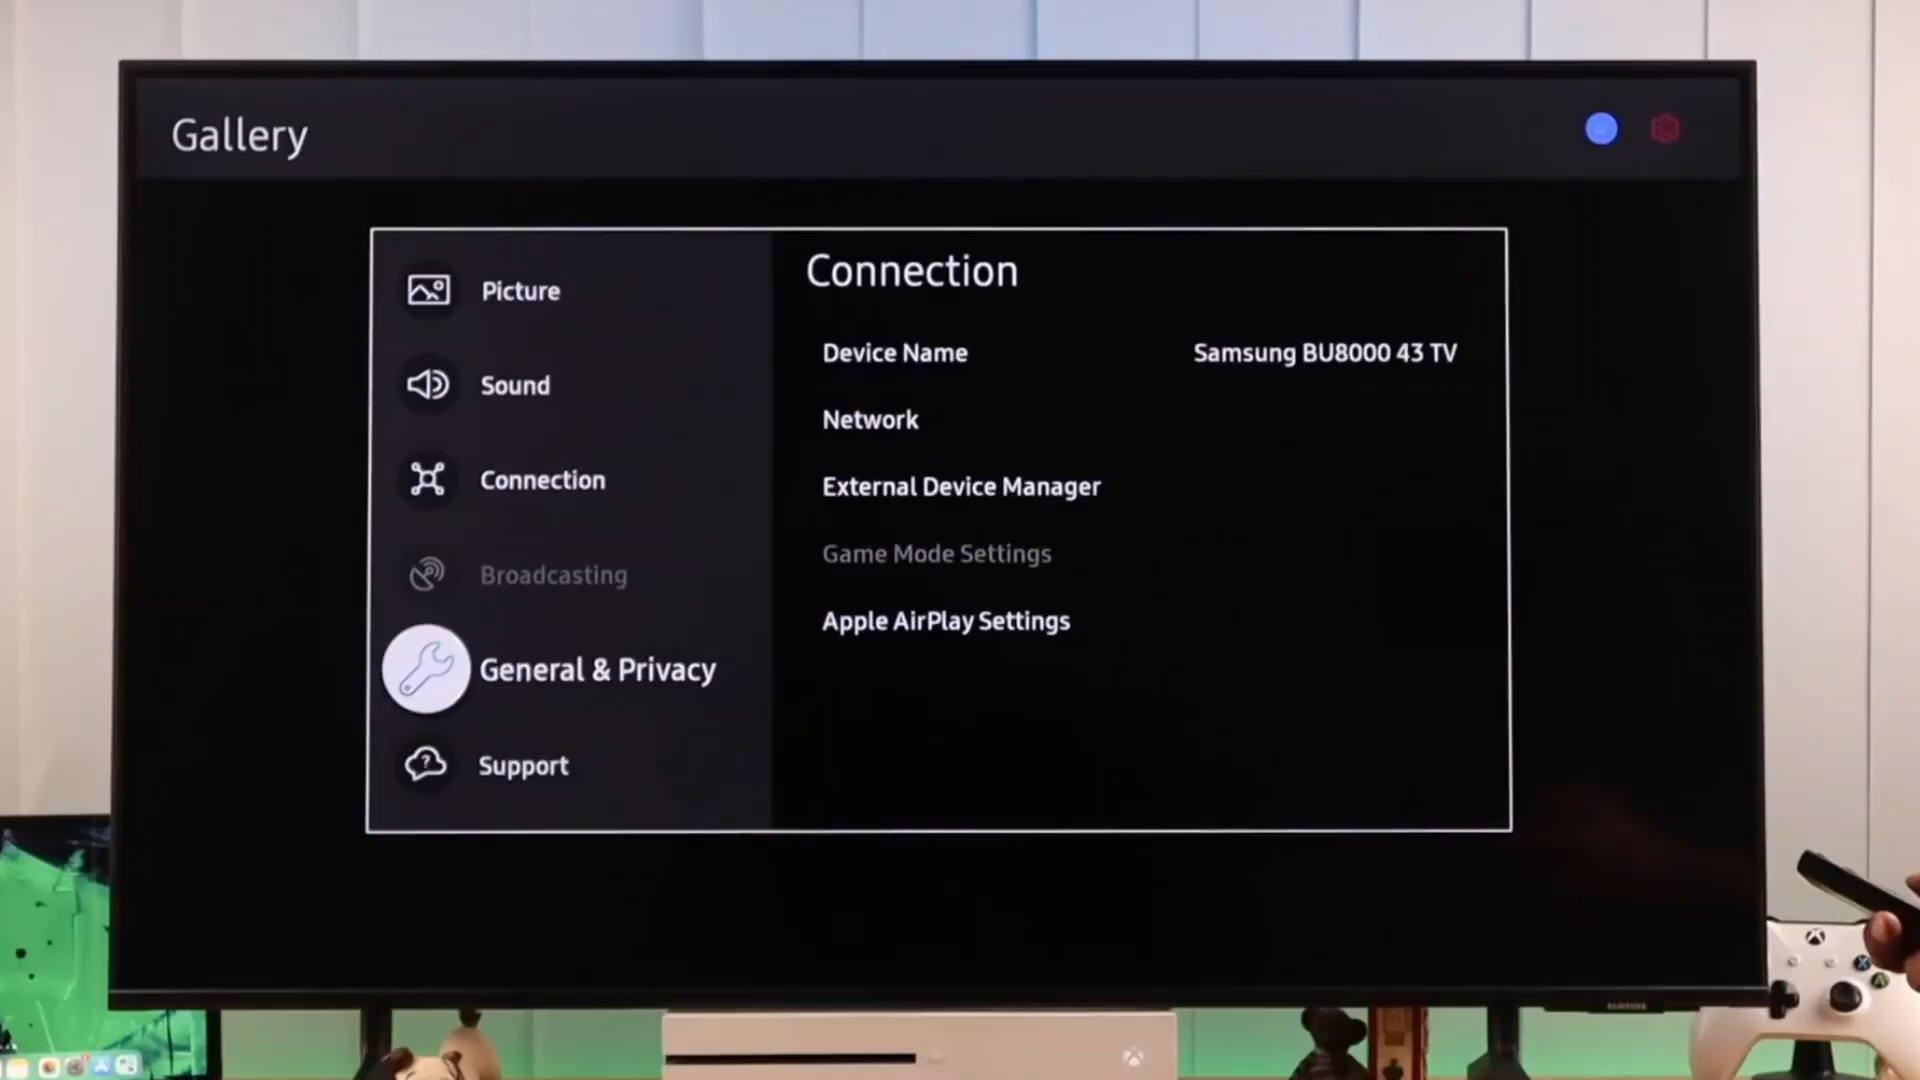 Gallery
Picture
Sound
Connection
Broadcasting
General & Privacy
Support
Connection
Device Name Samsung BU8000 43 TV
Network
External Device Manager
Game Mode Settings
Apple AirPlay Settings
SAMSUNG
X
A